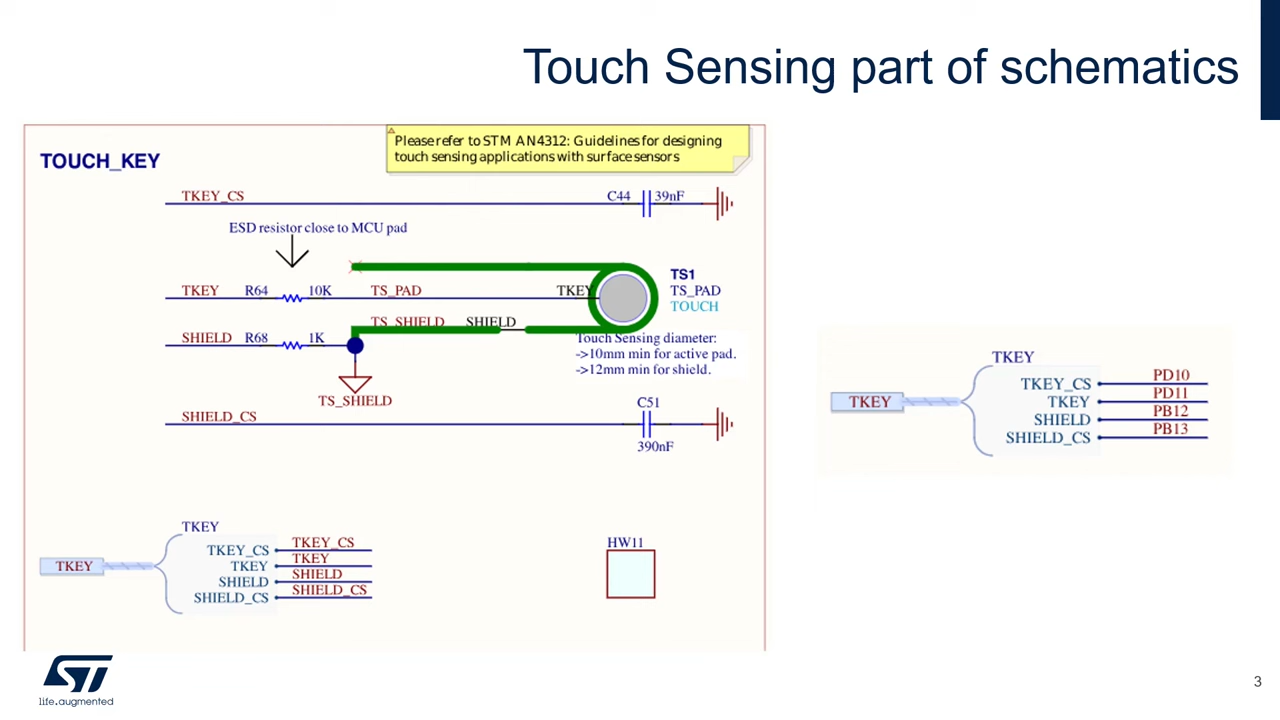 Touch Sensing part of schematics
Please refer to STM AN4312: Guidelines for designing
touch sensing applications with surface sensors
TOUCH_KEY
TKEY_CS
C44
39nF
ESD resistor close to MCU pad
TKEY
R64
10K
TS_PAD
TKEY
TS1
TS_PAD
TOUCH
TS_SHIELD
SHIELD
SHIELD
R68
1K
Touch Sensing diameter:
->10mm min for active pad.
->12mm min for shield.
TS_SHIELD
SHIELD_CS
C51
390nF
TKEY
TKEY
TKEY_CS
PD10
TKEY
PD11
SHIELD
PB12
SHIELD_CS
PB13
TKEY
TKEY
TKEY_CS
TKEY_CS
TKEY
TKEY
SHIELD
SHIELD
SHIELD_CS
SHIELD_CS
HW11
ST
life.augmented
3